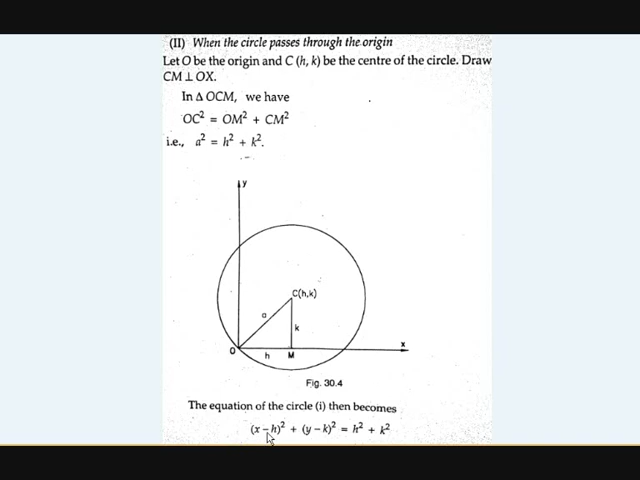 (II) When the circle passes through the origin
Let O be the origin and C (h, k) be the centre of the circle. Draw
CM ⊥ OX.
In Δ OCM, we have
OC² = OM² + CM²
i.e., a² = h² + k².
y
C(h,k)
a
k
O
h
M
x
Fig. 30.4
The equation of the circle (i) then becomes
(x – h)² + (y – k)² = h² + k²